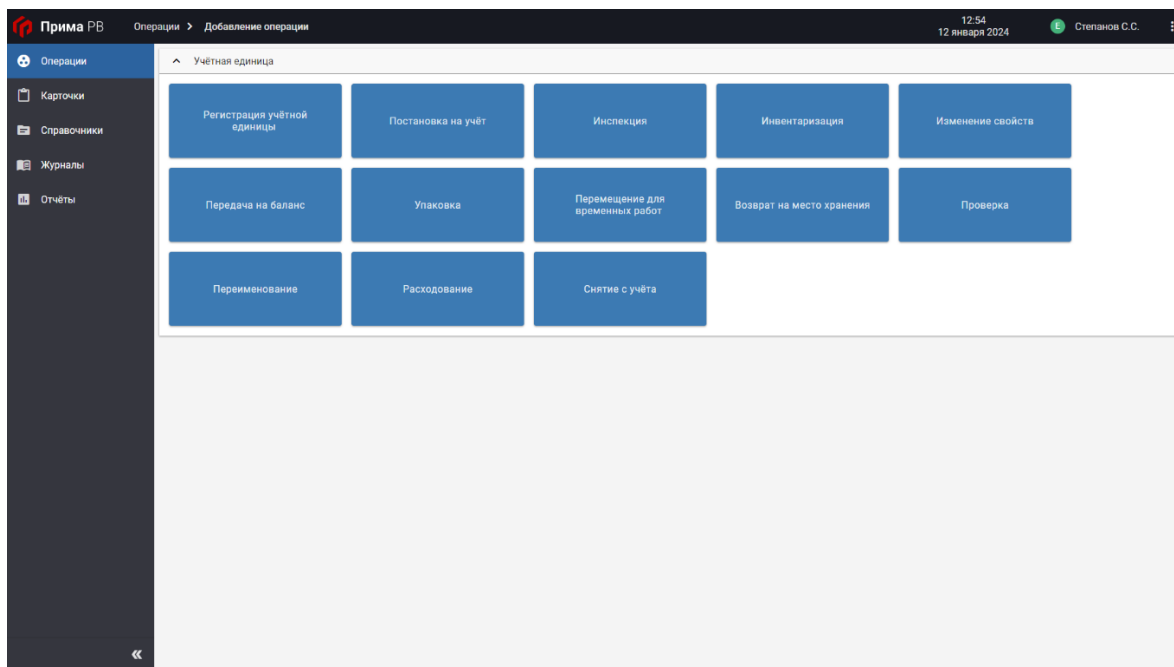 Прима РВ
Операции > Добавление операции
12:54
12 января 2024
Е
Степанов С.С.
Операции
Карточки
Справочники
Журналы
Отчёты
Учётная единица
Регистрация учётной
единицы
Постановка на учёт
Инспекция
Инвентаризация
Изменение свойств
Передача на баланс
Упаковка
Перемещение для
временных работ
Возврат на место хранения
Проверка
Переименование
Расходование
Снятие с учёта